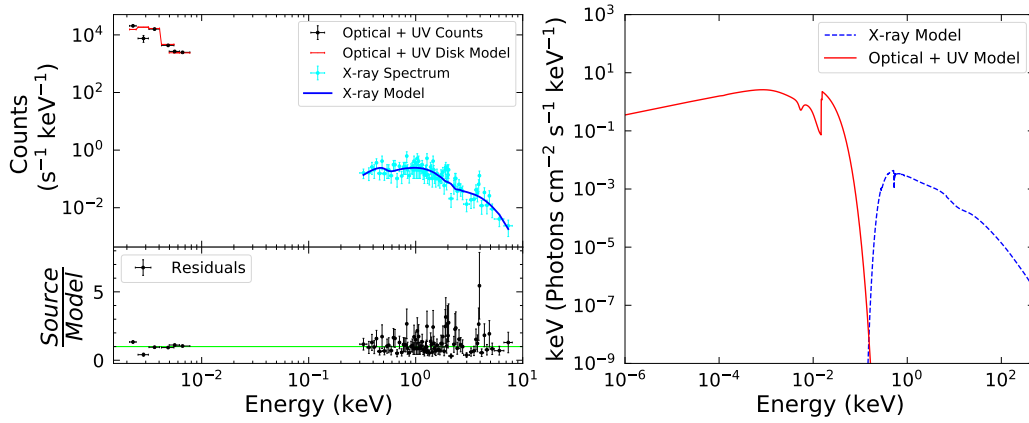 Counts
(s⁻¹ keV⁻¹)
10⁴
10²
10⁰
10⁻²
Optical + UV Counts
Optical + UV Disk Model
X-ray Spectrum
X-ray Model
Source
Model
5
0
Residuals
10⁻² 10⁻¹ 10⁰ 10¹
Energy (keV)
keV (Photons cm⁻² s⁻¹ keV⁻¹)
10³
10¹
10⁻¹
10⁻³
10⁻⁵
10⁻⁷
10⁻⁹
X-ray Model
Optical + UV Model
10⁻⁶ 10⁻⁴ 10⁻² 10⁰ 10²
Energy (keV)